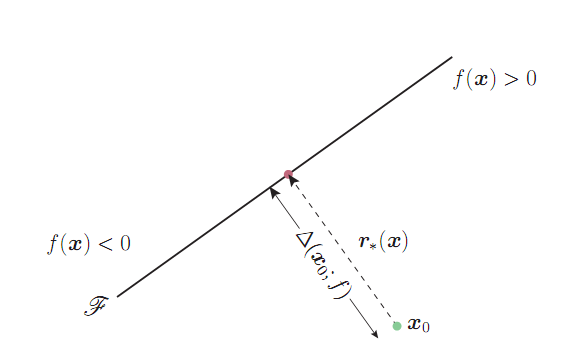 f(x) > 0
f(x) < 0
r∗(x)
Δ(x₀; f)
ℱ
x₀